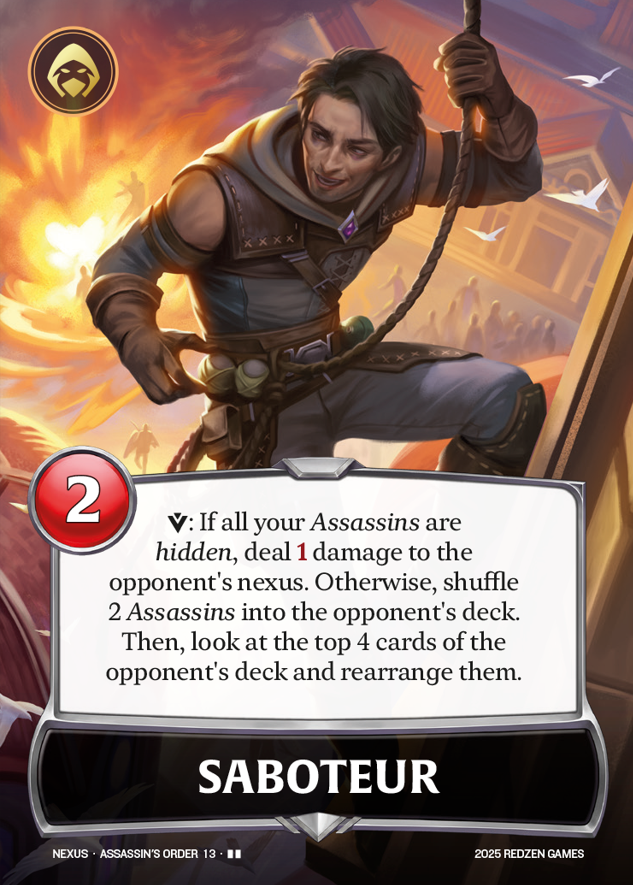 2
: If all your Assassins are
hidden, deal 1 damage to the
opponent's nexus. Otherwise, shuffle
2 Assassins into the opponent's deck.
Then, look at the top 4 cards of the
opponent's deck and rearrange them.
SABOTEUR
NEXUS · ASSASSIN'S ORDER 13 ·
2025 REDZEN GAMES